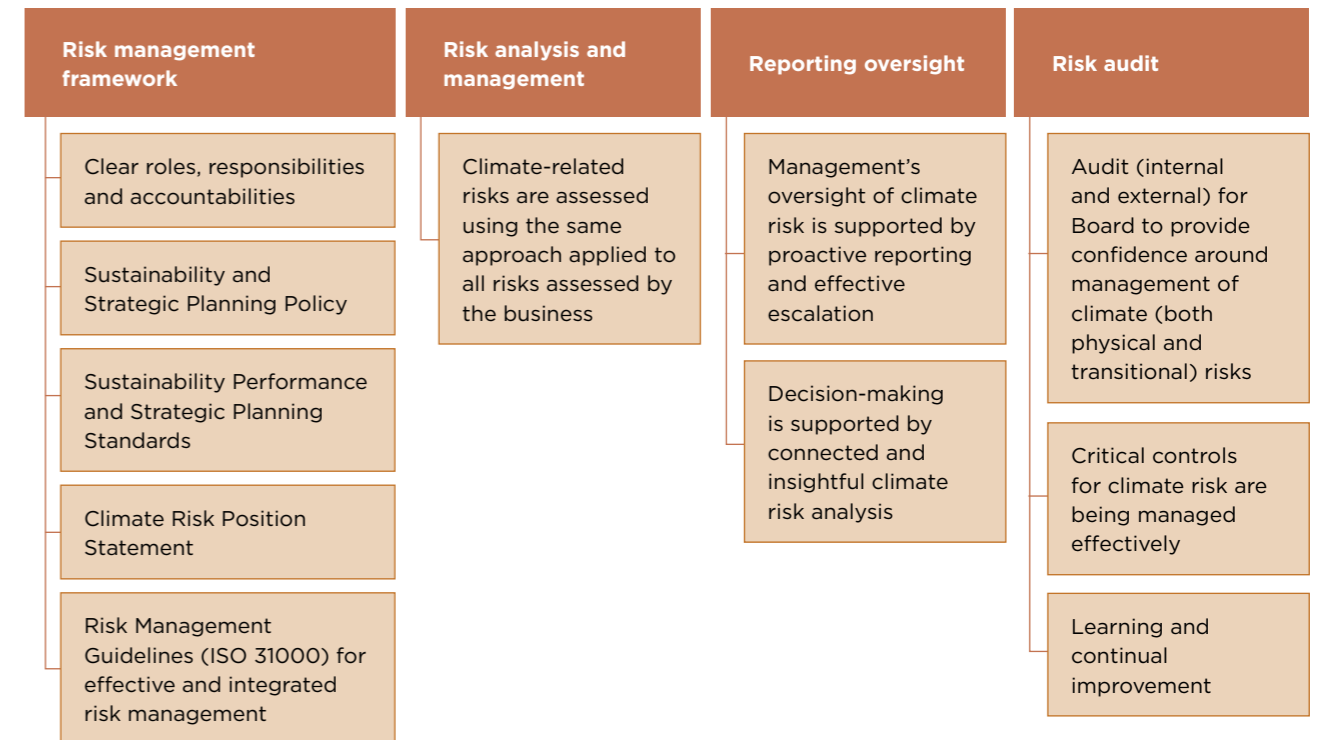 Risk management
framework
Clear roles, responsibilities
and accountabilities
Sustainability and
Strategic Planning Policy
Sustainability Performance
and Strategic Planning
Standards
Climate Risk Position
Statement
Risk Management
Guidelines (ISO 31000) for
effective and integrated
risk management
Risk analysis and
management
Climate-related
risks are assessed
using the same
approach applied to
all risks assessed by
the business
Reporting oversight
Management’s
oversight of climate
risk is supported by
proactive reporting
and effective
escalation
Decision-making
is supported by
connected and
insightful climate
risk analysis
Risk audit
Audit (internal
and external) for
Board to provide
confidence around
management of
climate (both
physical and
transitional) risks
Critical controls
for climate risk are
being managed
effectively
Learning and
continual
improvement